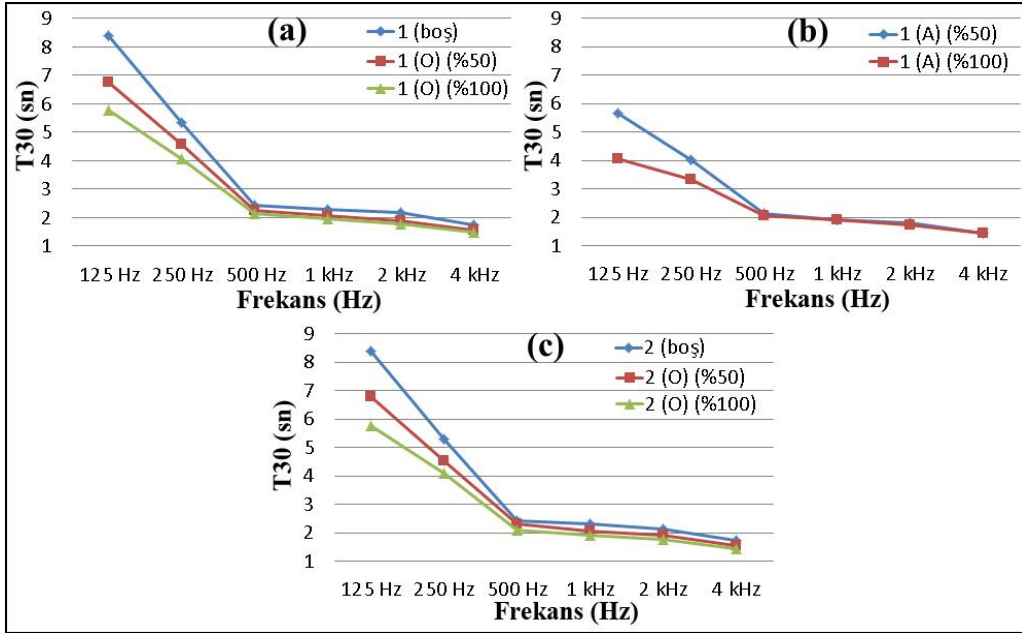 (a)
T30 (sn)
9
8
7
6
5
4
3
2
1
1 (boş)
1 (O) (%50)
1 (O) (%100)
125 Hz 250 Hz 500 Hz 1 kHz 2 kHz 4 kHz
Frekans (Hz)
(b)
T30 (sn)
9
8
7
6
5
4
3
2
1
1 (A) (%50)
1 (A) (%100)
125 Hz 250 Hz 500 Hz 1 kHz 2 kHz 4 kHz
Frekans (Hz)
(c)
T30 (sn)
9
8
7
6
5
4
3
2
1
2 (boş)
2 (O) (%50)
2 (O) (%100)
125 Hz 250 Hz 500 Hz 1 kHz 2 kHz 4 kHz
Frekans (Hz)